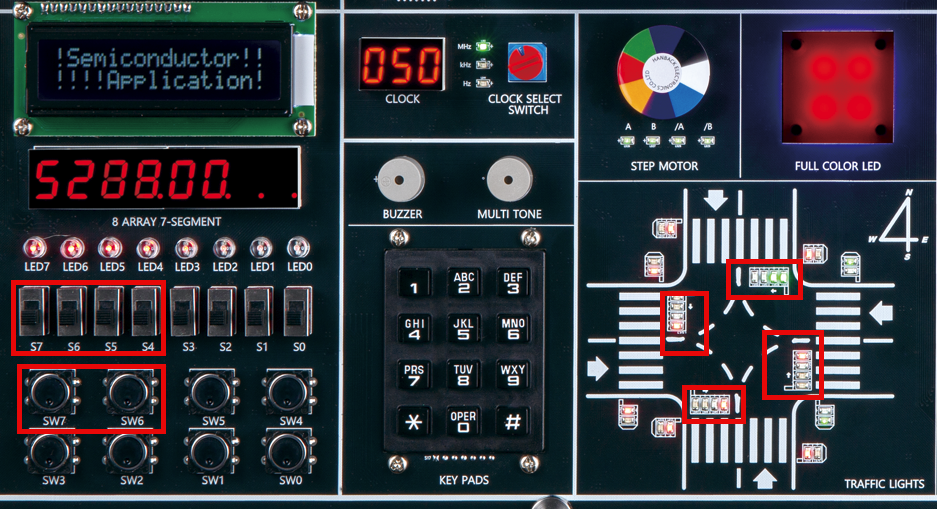 !Semiconductor!!
!!!!Application!
5288.00. . .
8 ARRAY 7-SEGMENT
LED7 LED6 LED5 LED4 LED3 LED2 LED1 LED0
S7 S6 S5 S4 S3 S2 S1 S0
SW7 SW6 SW5 SW4
SW3 SW2 SW1 SW0
050
MHz
kHz
Hz
CLOCK
CLOCK SELECT
SWITCH
BUZZER
MULTI TONE
1 ABC 2 DEF 3
GHI 4 JKL 5 MNO 6
PRS 7 TUV 8 WXY 9
* OPER 0 #
KEY PADS
HANBACK ELECTRONICS CO.LTD
A B /A /B
STEP MOTOR
FULL COLOR LED
N
W E
S
TRAFFIC LIGHTS